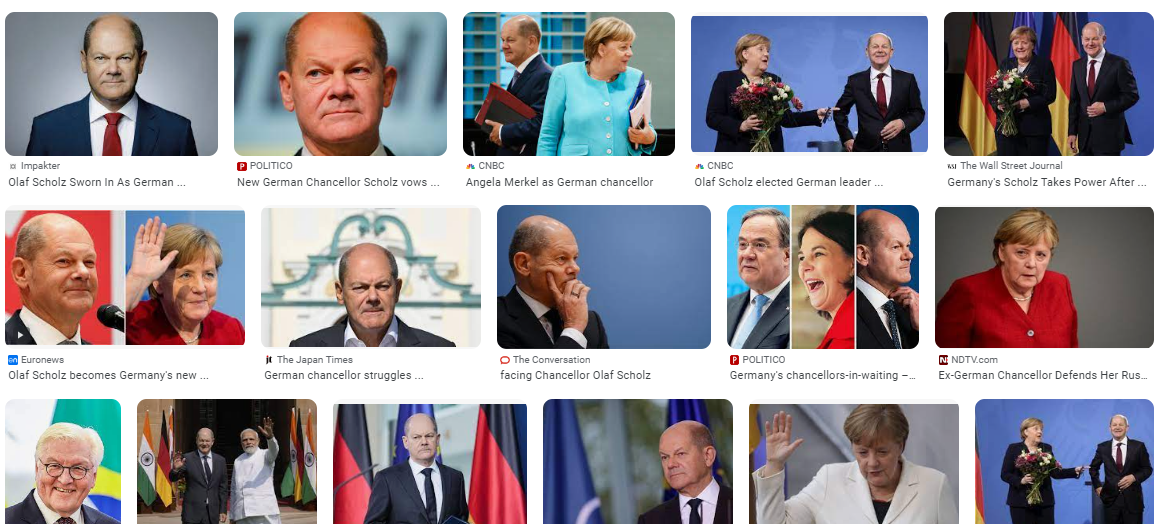 Impakter
Olaf Scholz Sworn In As German ...
POLITICO
New German Chancellor Scholz vows ...
CNBC
Angela Merkel as German chancellor
CNBC
Olaf Scholz elected German leader ...
The Wall Street Journal
Germany's Scholz Takes Power After ...
Euronews
Olaf Scholz becomes Germany's new ...
The Japan Times
German chancellor struggles ...
The Conversation
facing Chancellor Olaf Scholz
POLITICO
Germany's chancellors-in-waiting –...
NDTV.com
Ex-German Chancellor Defends Her Rus...